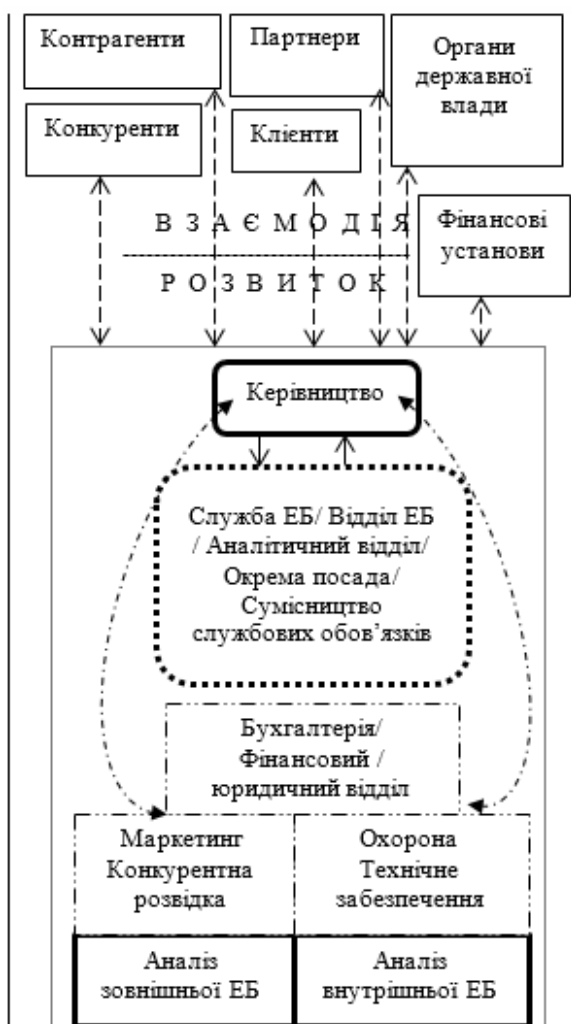 Контрагенти
Партнери
Органи
державної
влади
Конкуренти
Клієнти
Фінансові
установи
ВЗАЄМОДІЯ
РОЗВИТОК
Керівництво
Служба ЕБ/ Відділ ЕБ
/ Аналітичний відділ/
Окрема посада/
Сумісництво
службових обов’язків
Бухгалтерія/
Фінансовий /
юридичний відділ
Маркетинг
Конкурентна
розвідка
Охорона
Технічне
забезпечення
Аналіз
зовнішньої ЕБ
Аналіз
внутрішньої ЕБ